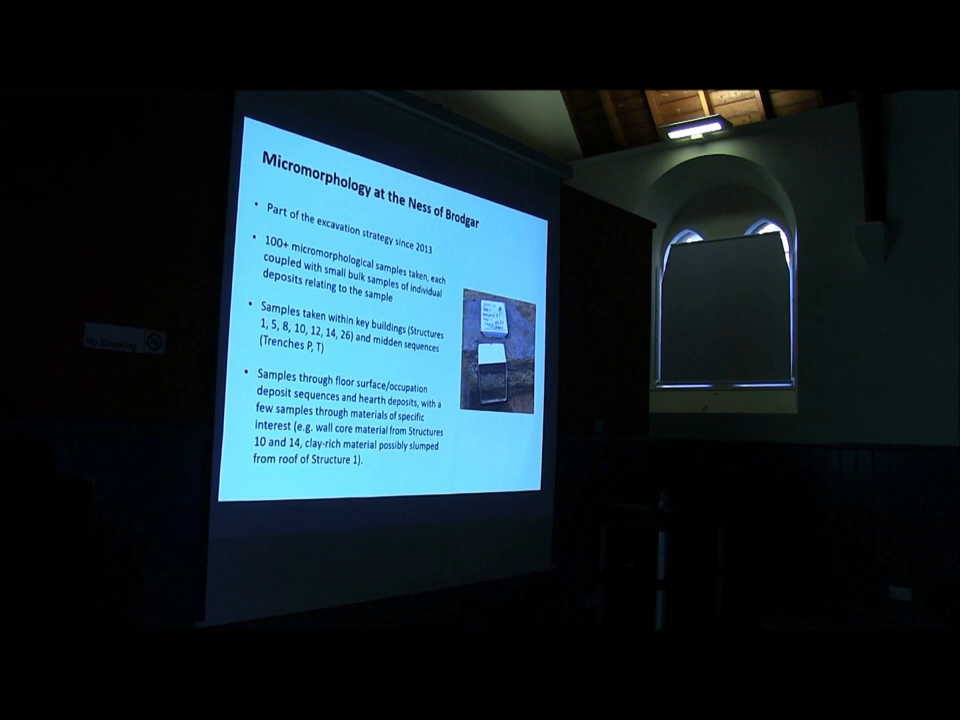 Micromorphology at the Ness of Brodgar
• Part of the excavation strategy since 2013
• 100+ micromorphological samples taken, each
coupled with small bulk samples of individual
deposits relating to the sample
• Samples taken within key buildings (Structures
1, 5, 8, 10, 12, 14, 26) and midden sequences
(Trenches P, T)
• Samples through floor surface/occupation
deposit sequences and hearth deposits, with a
few samples through materials of specific
interest (e.g. wall core material from Structures
10 and 14, clay-rich material possibly slumped
from roof of Structure 1).
No Smoking